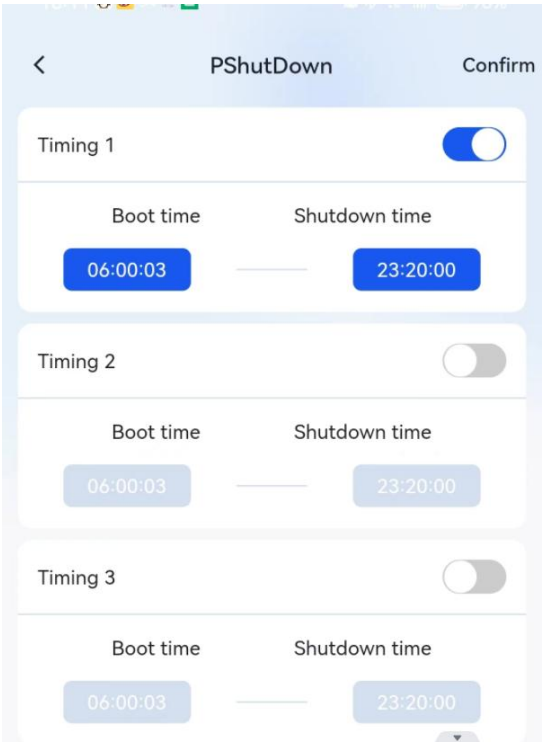 PShutDown Confirm
Timing 1
Boot time Shutdown time
06:00:03 23:20:00
Timing 2
Boot time Shutdown time
06:00:03 23:20:00
Timing 3
Boot time Shutdown time
06:00:03 23:20:00